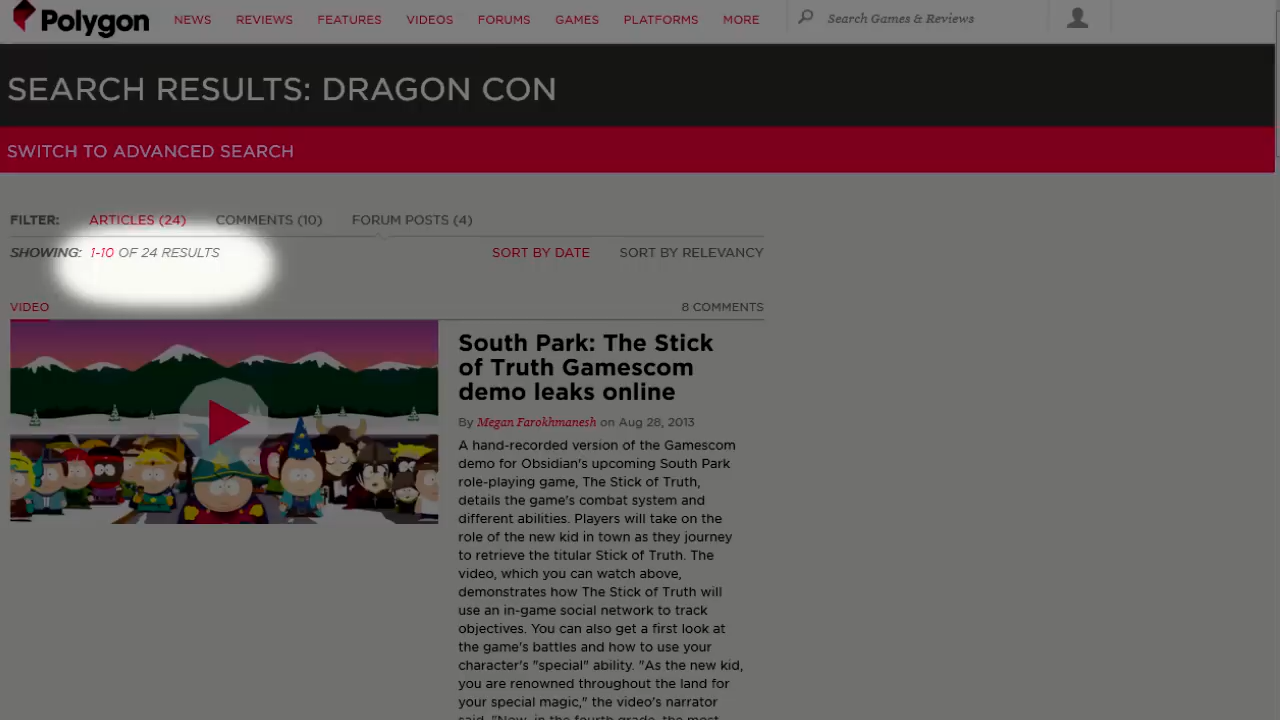 Polygon NEWS REVIEWS FEATURES VIDEOS FORUMS GAMES PLATFORMS MORE Search Games & Reviews
SEARCH RESULTS: DRAGON CON
SWITCH TO ADVANCED SEARCH
FILTER: ARTICLES (24) COMMENTS (10) FORUM POSTS (4)
SHOWING: 1-10 OF 24 RESULTS SORT BY DATE SORT BY RELEVANCY
VIDEO 8 COMMENTS
South Park: The Stick
of Truth Gamescom
demo leaks online
By Megan Farokhmanesh on Aug 28, 2013
A hand-recorded version of the Gamescom
demo for Obsidian's upcoming South Park
role-playing game, The Stick of Truth,
details the game's combat system and
different abilities. Players will take on the
role of the new kid in town as they journey
to retrieve the titular Stick of Truth. The
video, which you can watch above,
demonstrates how The Stick of Truth will
use an in-game social network to track
objectives. You can also get a first look at
the game's battles and how to use your
character's "special" ability. "As the new kid,
you are renowned throughout the land for
your special magic," the video's narrator
said. "Now, in the fourth grade, the most